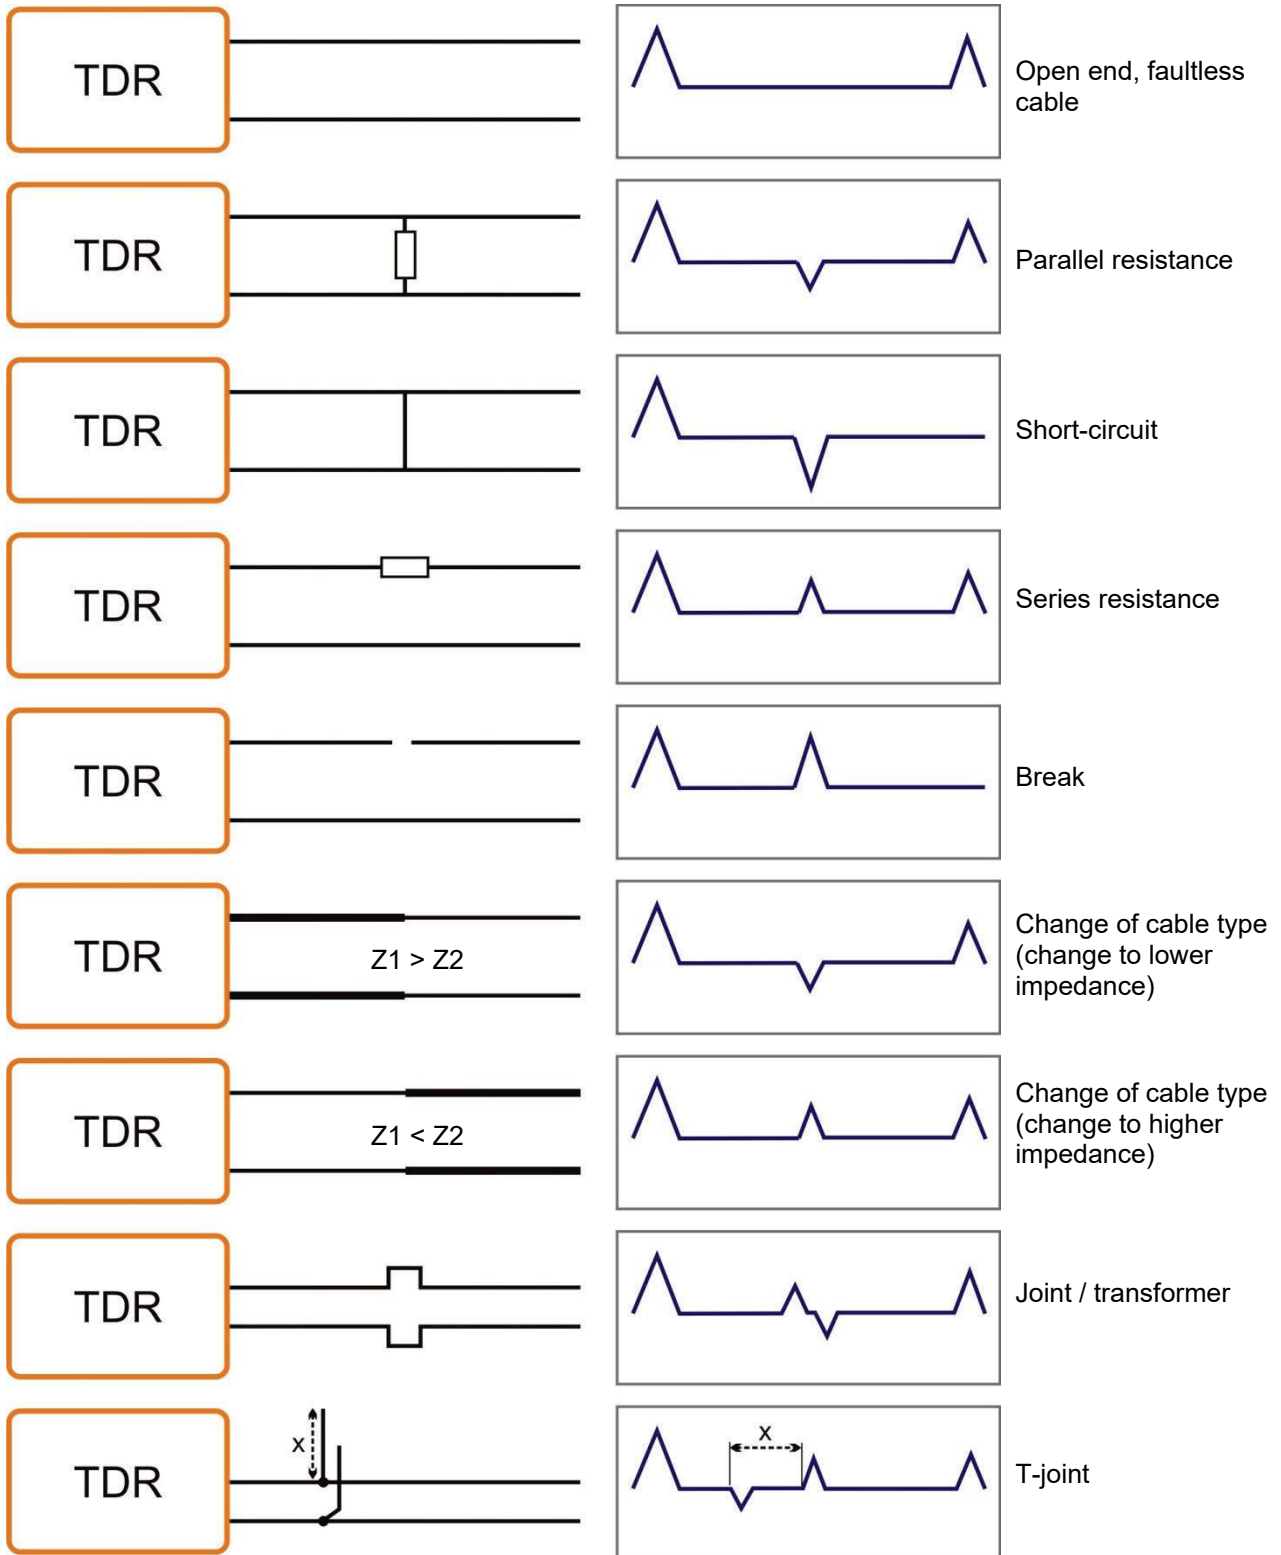 TDR
Open end, faultless
cable
TDR
Parallel resistance
TDR
Short-circuit
TDR
Series resistance
TDR
Break
TDR
Z1 > Z2
Change of cable type
(change to lower
impedance)
TDR
Z1 < Z2
Change of cable type
(change to higher
impedance)
TDR
Joint / transformer
TDR
x
x
T-joint